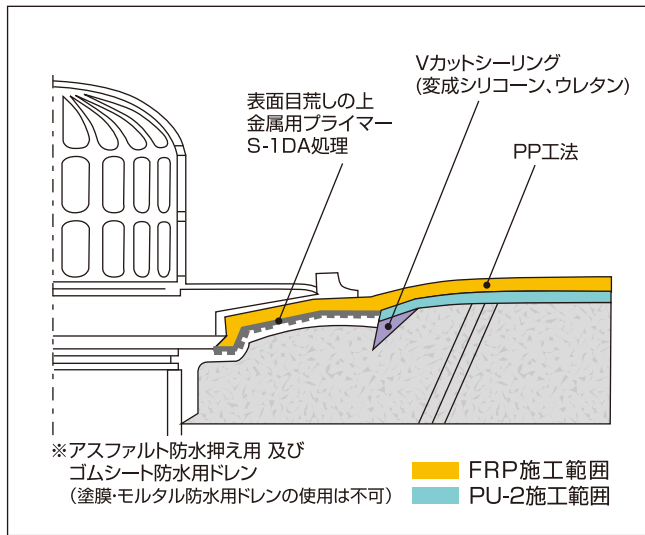 Vカットシーリング
(変成シリコーン、ウレタン)
表面目荒しの上
金属用プライマー
S-1DA処理
PP工法
※アスファルト防水押え用 及び
ゴムシート防水用ドレン
(塗膜・モルタル防水用ドレンの使用は不可)
FRP施工範囲
PU-2施工範囲